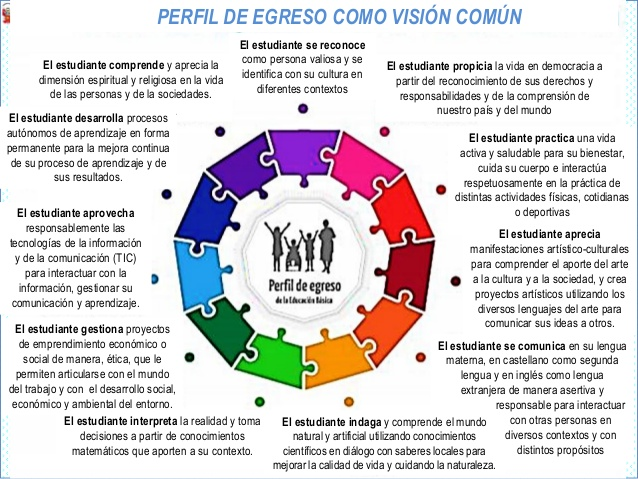 PERFIL DE EGRESO COMO VISIÓN COMÚN
El estudiante se reconoce
como persona valiosa y se
identifica con su cultura en
diferentes contextos
El estudiante propicia la vida en democracia a
partir del reconocimiento de sus derechos y
responsabilidades y de la comprensión de
nuestro país y del mundo
El estudiante practica una vida
activa y saludable para su bienestar,
cuida su cuerpo e interactúa
respetuosamente en la práctica de
distintas actividades físicas, cotidianas
o deportivas
El estudiante aprecia
manifestaciones artístico-culturales
para comprender el aporte del arte
a la cultura y a la sociedad, y crea
proyectos artísticos utilizando los
diversos lenguajes del arte para
comunicar sus ideas a otros.
El estudiante se comunica en su lengua
materna, en castellano como segunda
lengua y en inglés como lengua
extranjera de manera asertiva y
responsable para interactuar
con otras personas en
diversos contextos y con
distintos propósitos
El estudiante indaga y comprende el mundo
natural y artificial utilizando conocimientos
científicos en diálogo con saberes locales para
mejorar la calidad de vida y cuidando la naturaleza.
El estudiante interpreta la realidad y toma
decisiones a partir de conocimientos
matemáticos que aporten a su contexto.
El estudiante gestiona proyectos
de emprendimiento económico o
social de manera, ética, que le
permiten articularse con el mundo
del trabajo y con el desarrollo social,
económico y ambiental del entorno.
El estudiante aprovecha
responsablemente las
tecnologías de la información
y de la comunicación (TIC)
para interactuar con la
información, gestionar su
comunicación y aprendizaje.
El estudiante desarrolla procesos
autónomos de aprendizaje en forma
permanente para la mejora continua
de su proceso de aprendizaje y de
sus resultados.
El estudiante comprende y aprecia la
dimensión espiritual y religiosa en la vida
de las personas y de la sociedades.
Perfil de egreso
de la Educación Básica